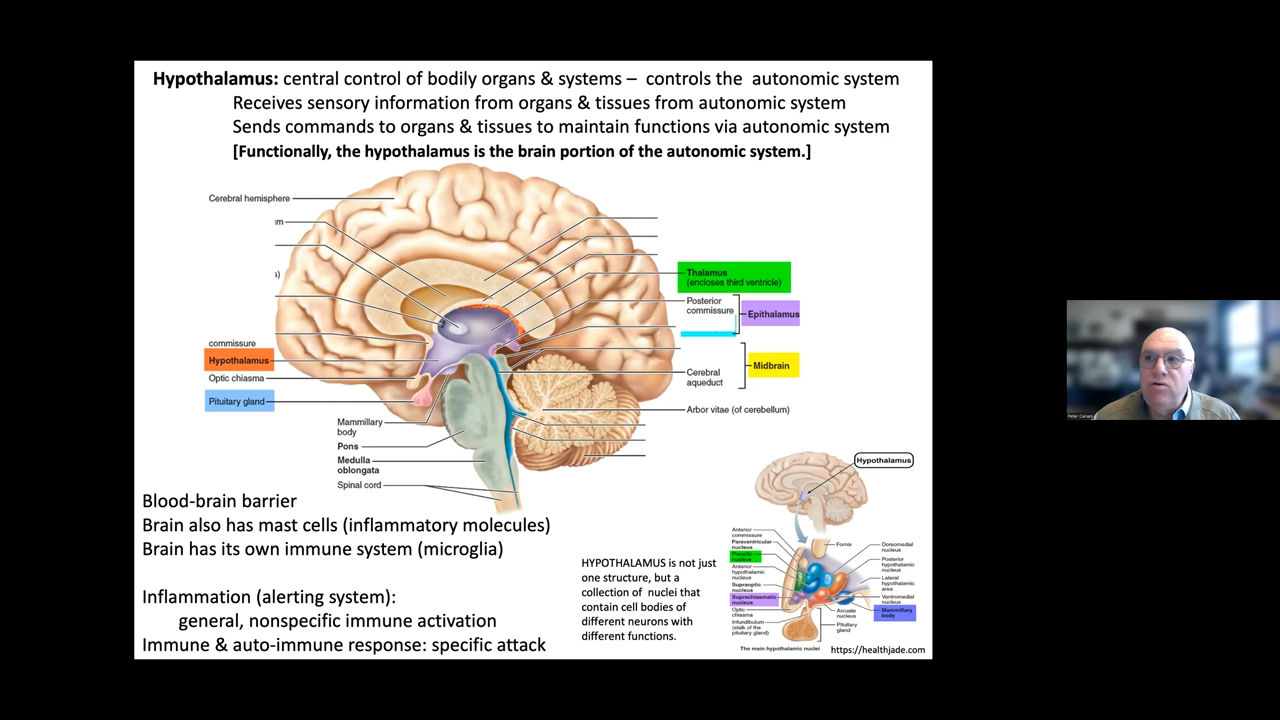 Hypothalamus: central control of bodily organs & systems – controls the autonomic system
Receives sensory information from organs & tissues from autonomic system
Sends commands to organs & tissues to maintain functions via autonomic system
[Functionally, the hypothalamus is the brain portion of the autonomic system.]
Cerebral hemisphere
m
s)
commissure
Hypothalamus
Optic chiasma
Pituitary gland
Mammillary
body
Pons
Medulla
oblongata
Spinal cord
Thalamus
(encloses third ventricle)
Posterior
commissure
Epithalamus
Midbrain
Cerebral
aqueduct
Arbor vitae (of cerebellum)
Blood-brain barrier
Brain also has mast cells (inflammatory molecules)
Brain has its own immune system (microglia)
Inflammation (alerting system):
general, nonspecific immune activation
Immune & auto-immune response: specific attack
HYPOTHALAMUS is not just
one structure, but a
collection of nuclei that
contain cell bodies of
different neurons with
different functions.
Hypothalamus
Anterior
commissure
Paraventricular
nucleus
Preoptic
nucleus
Anterior
hypothalamic
nucleus
Supraoptic
nucleus
Suprachiasmatic
nucleus
Optic
chiasma
Infundibulum
(stalk of the
pituitary gland)
Fornix
Dorsomedial
nucleus
Posterior
hypothalamic
nucleus
Lateral
hypothalamic
area
Ventromedial
nucleus
Mammillary
body
Arcuate
nucleus
Pituitary
gland
The main hypothalamic nuclei
https://healthjade.com